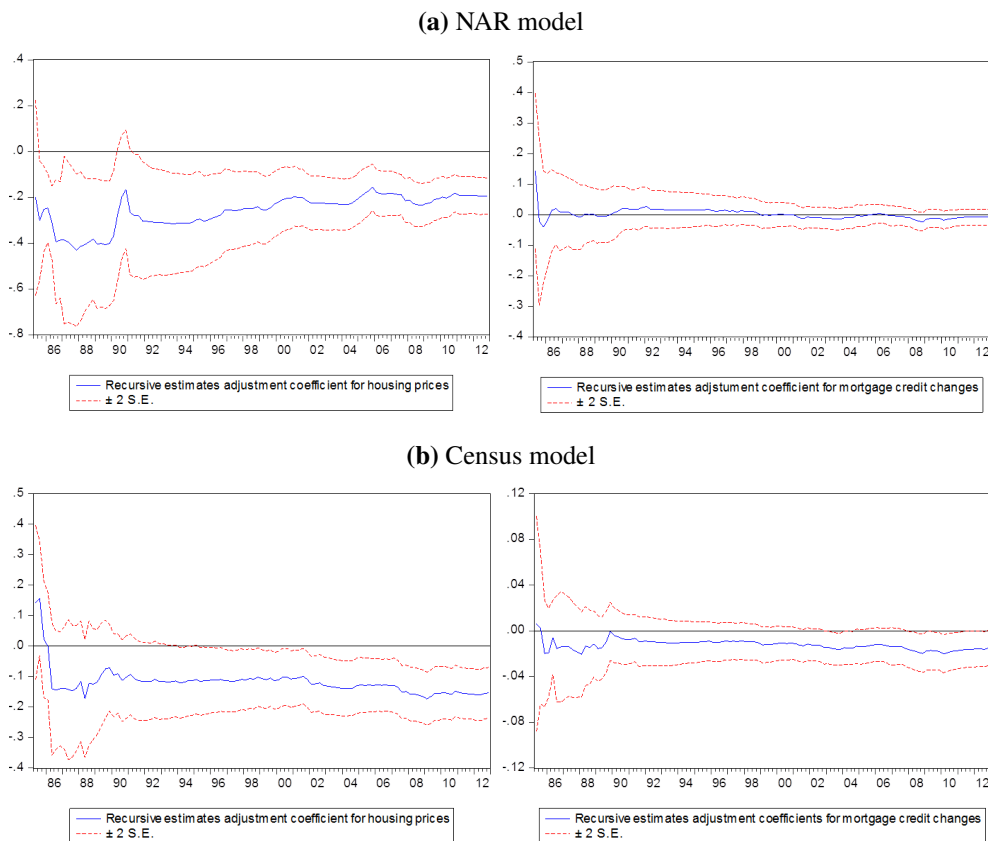 (a) NAR model
.4
.2
.0
-.2
-.4
-.6
-.8
86 88 90 92 94 96 98 00 02 04 06 08 10 12
Recursive estimates adjustment coefficient for housing prices
± 2 S.E.
.5
.4
.3
.2
.1
.0
-.1
-.2
-.3
-.4
86 88 90 92 94 96 98 00 02 04 06 08 10 12
Recursive estimates adjstument coefficient for mortgage credit changes
± 2 S.E.
(b) Census model
.5
.4
.3
.2
.1
.0
-.1
-.2
-.3
-.4
86 88 90 92 94 96 98 00 02 04 06 08 10 12
Recursive estimates adjustment coefficient for housing prices
± 2 S.E.
.12
.08
.04
.00
-.04
-.08
-.12
86 88 90 92 94 96 98 00 02 04 06 08 10 12
Recursive estimates adjustment coefficients for mortgage credit changes
± 2 S.E.